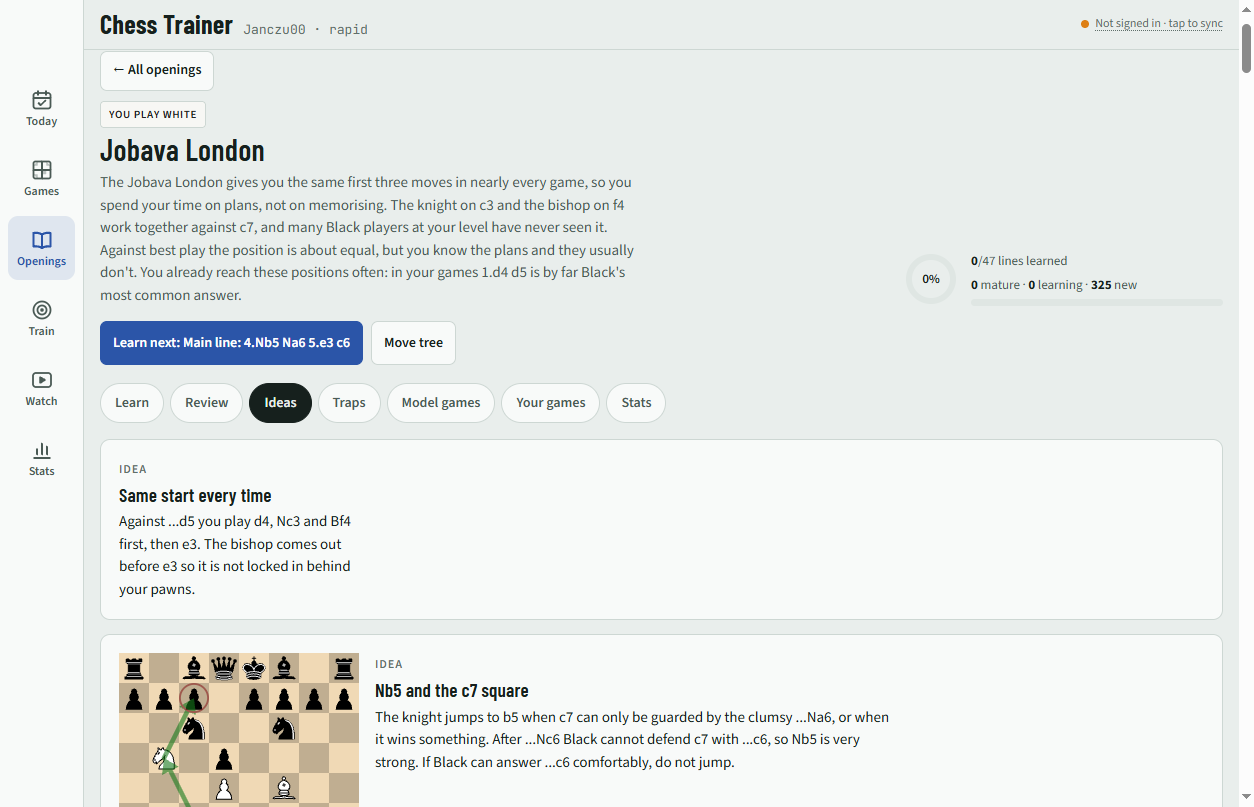 Chess Trainer Janczu00 · rapid
Not signed in · tap to sync
← All openings
YOU PLAY WHITE
Jobava London
The Jobava London gives you the same first three moves in nearly every game, so you
spend your time on plans, not on memorising. The knight on c3 and the bishop on f4
work together against c7, and many Black players at your level have never seen it.
Against best play the position is about equal, but you know the plans and they usually
don't. You already reach these positions often: in your games 1.d4 d5 is by far Black's
most common answer.
0%
0/47 lines learned
0 mature · 0 learning · 325 new
Learn next: Main line: 4.Nb5 Na6 5.e3 c6
Move tree
Today
Games
Openings
Train
Watch
Stats
Learn
Review
Ideas
Traps
Model games
Your games
Stats
IDEA
Same start every time
Against ...d5 you play d4, Nc3 and Bf4
first, then e3. The bishop comes out
before e3 so it is not locked in behind
your pawns.
IDEA
Nb5 and the c7 square
The knight jumps to b5 when c7 can only be guarded by the clumsy ...Na6, or when
it wins something. After ...Nc6 Black cannot defend c7 with ...c6, so Nb5 is very
strong. If Black can answer ...c6 comfortably, do not jump.